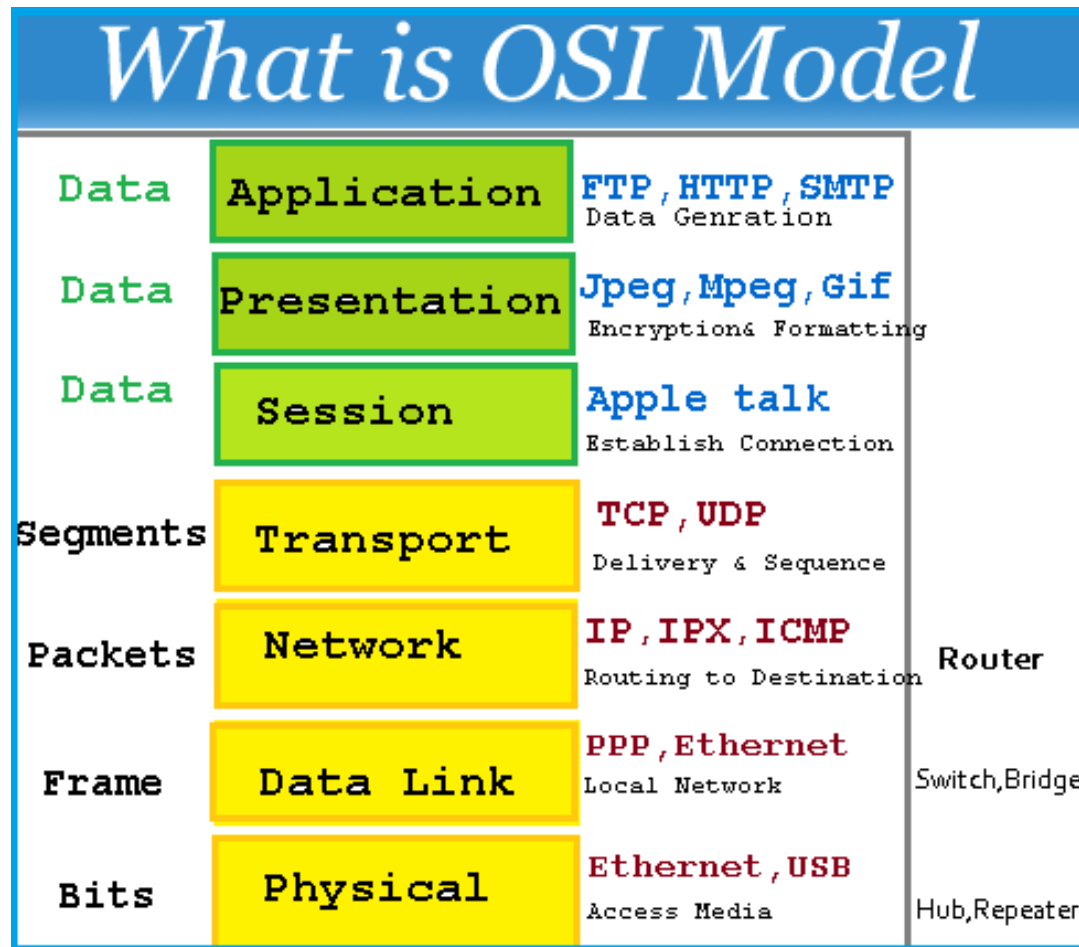 What is OSI Model
Data Application FTP,HTTP,SMTP
Data Genration
Data Presentation Jpeg,Mpeg,Gif
Encryption& Formatting
Data Session Apple talk
Establish Connection
Segments Transport TCP,UDP
Delivery & Sequence
Packets Network IP,IPX,ICMP
Routing to Destination Router
Frame Data Link PPP,Ethernet
Local Network Switch,Bridge
Bits Physical Ethernet,USB
Access Media Hub,Repeater